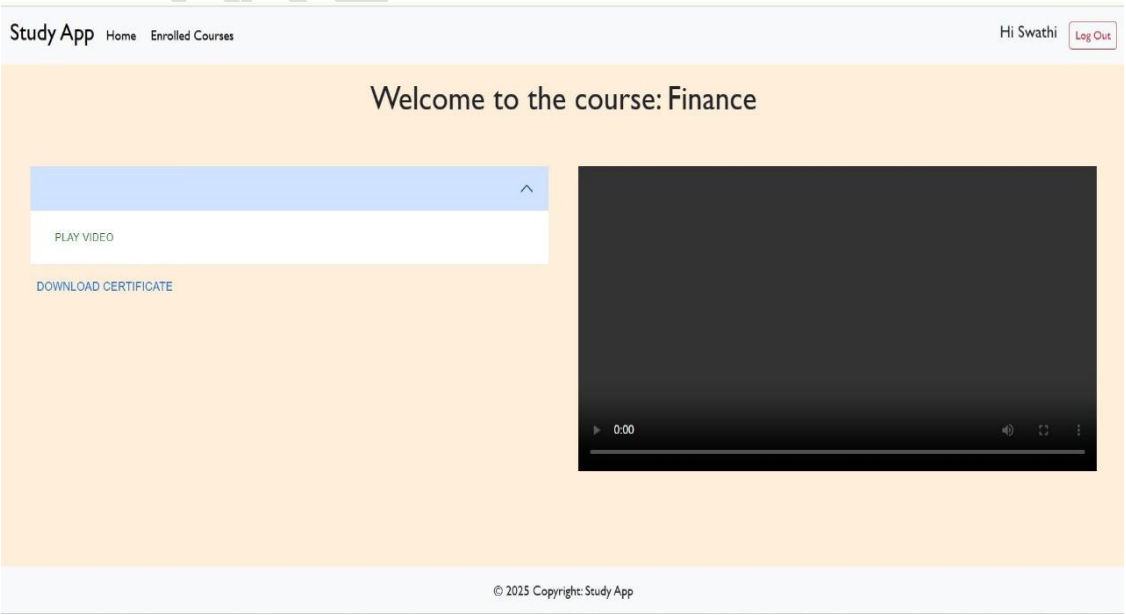 Study App Home Enrolled Courses Hi Swathi Log Out
Welcome to the course: Finance
PLAY VIDEO
DOWNLOAD CERTIFICATE
0:00
© 2025 Copyright: Study App